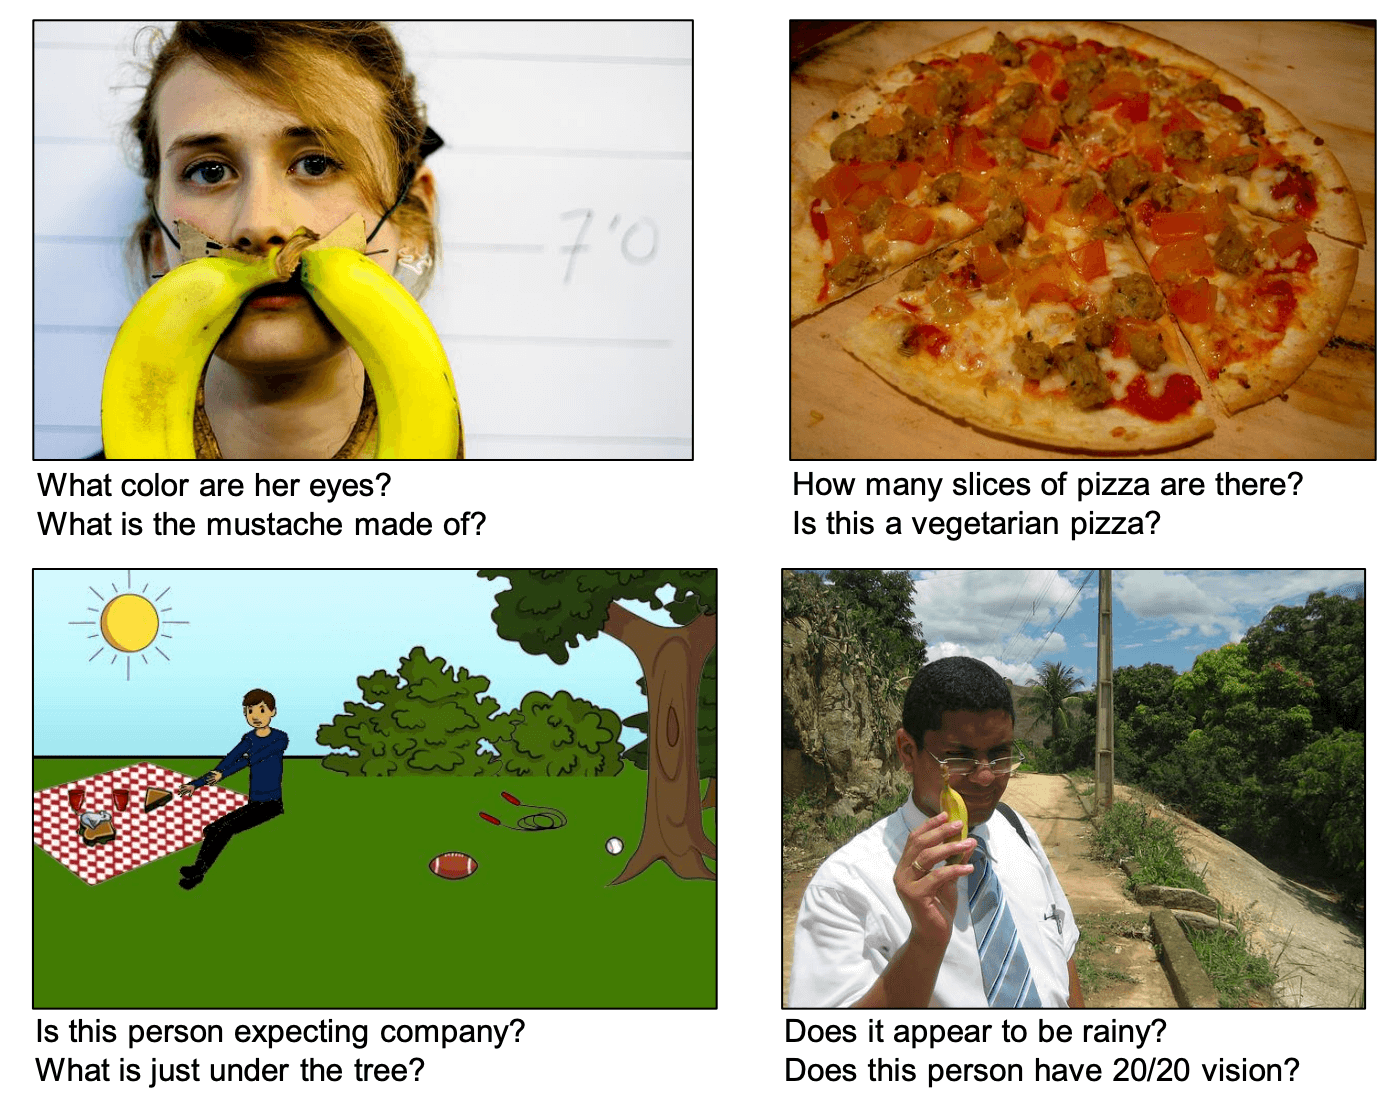 7'0
What color are her eyes?
What is the mustache made of?
How many slices of pizza are there?
Is this a vegetarian pizza?
Is this person expecting company?
What is just under the tree?
Does it appear to be rainy?
Does this person have 20/20 vision?